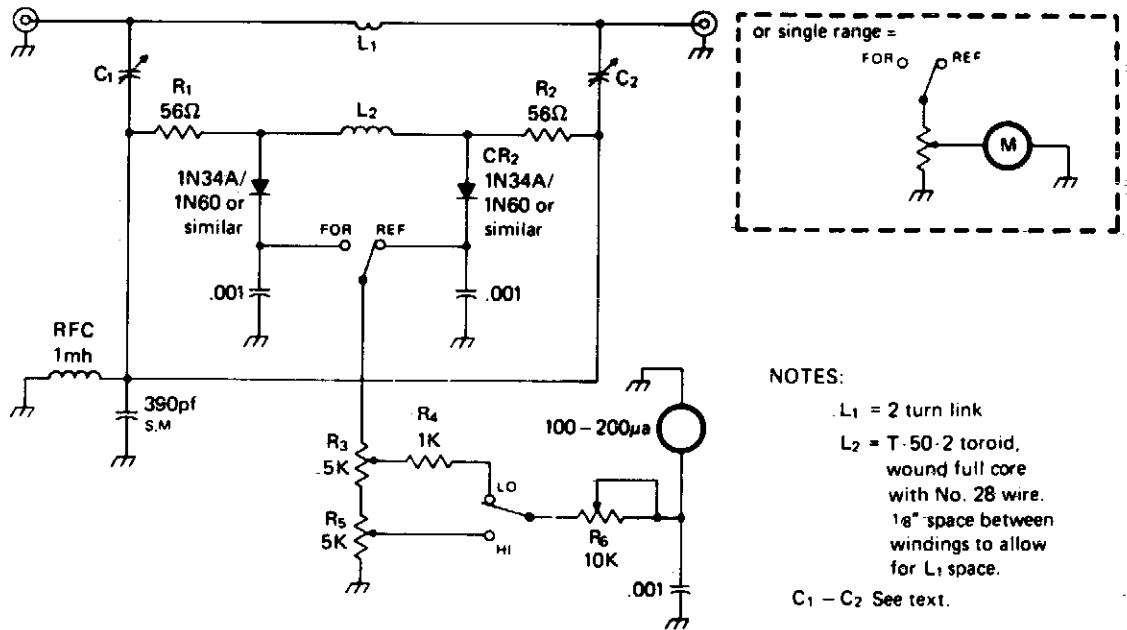 L1
or single range =
FOR
REF
M
C1
C2
R1
56Ω
L2
R2
56Ω
1N34A/
1N60 or
similar
CR2
1N34A/
1N60 or
similar
FOR
REF
.001
.001
RFC
1mh
390pf
S.M
R3
.5K
R4
1K
100–200µa
LO
R5
5K
HI
R6
10K
.001
NOTES:
L1 = 2 turn link
L2 = T-50-2 toroid,
wound full core
with No. 28 wire.
1/8" space between
windings to allow
for L1 space.
C1 – C2 See text.